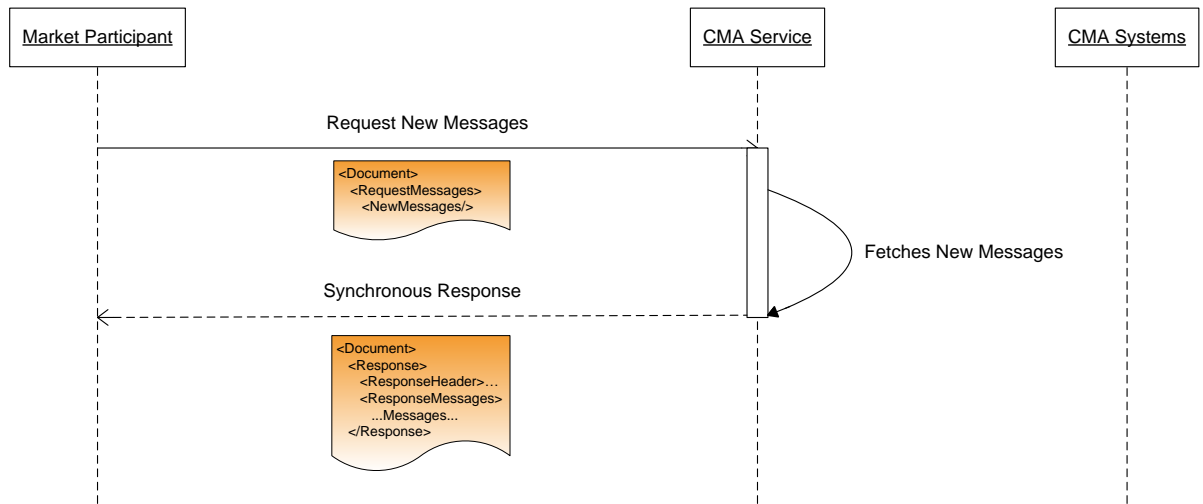 Market Participant
CMA Service
CMA Systems
Request New Messages
<Document>
<RequestMessages>
<NewMessages/>
Fetches New Messages
Synchronous Response
<Document>
<Response>
<ResponseHeader>…
<ResponseMessages>
...Messages...
</Response>